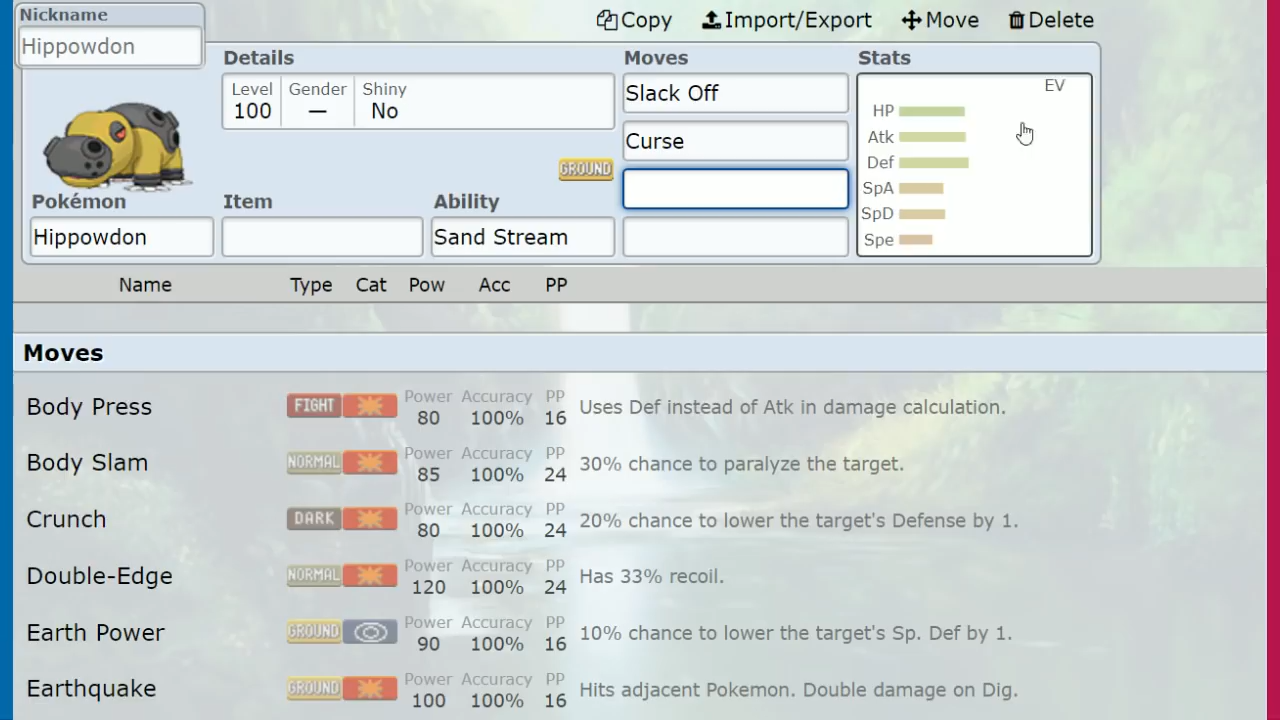 Nickname
Hippowdon
Copy Import/Export Move Delete
Details
Level 100 Gender — Shiny No
GROUND
Pokémon
Hippowdon
Item
Ability
Sand Stream
Moves
Slack Off
Curse
Stats
EV
HP
Atk
Def
SpA
SpD
Spe
Name Type Cat Pow Acc PP
Moves
Body Press FIGHT Power 80 Accuracy 100% PP 16 Uses Def instead of Atk in damage calculation.
Body Slam NORMAL Power 85 Accuracy 100% PP 24 30% chance to paralyze the target.
Crunch DARK Power 80 Accuracy 100% PP 24 20% chance to lower the target's Defense by 1.
Double-Edge NORMAL Power 120 Accuracy 100% PP 24 Has 33% recoil.
Earth Power GROUND Power 90 Accuracy 100% PP 16 10% chance to lower the target's Sp. Def by 1.
Earthquake GROUND Power 100 Accuracy 100% PP 16 Hits adjacent Pokemon. Double damage on Dig.